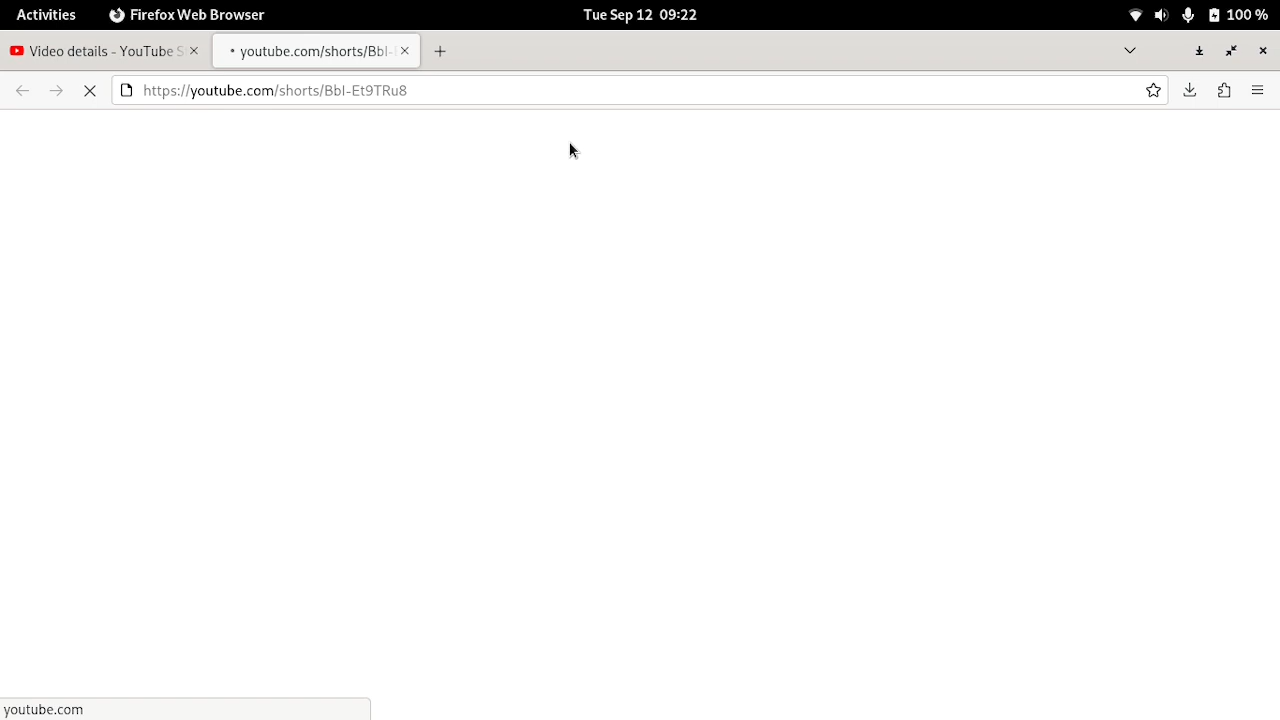 Activities
Firefox Web Browser
Tue Sep 12 09:22
100 %
Video details - YouTube S
youtube.com/shorts/BbI-
https://youtube.com/shorts/BbI-Et9TRu8
youtube.com